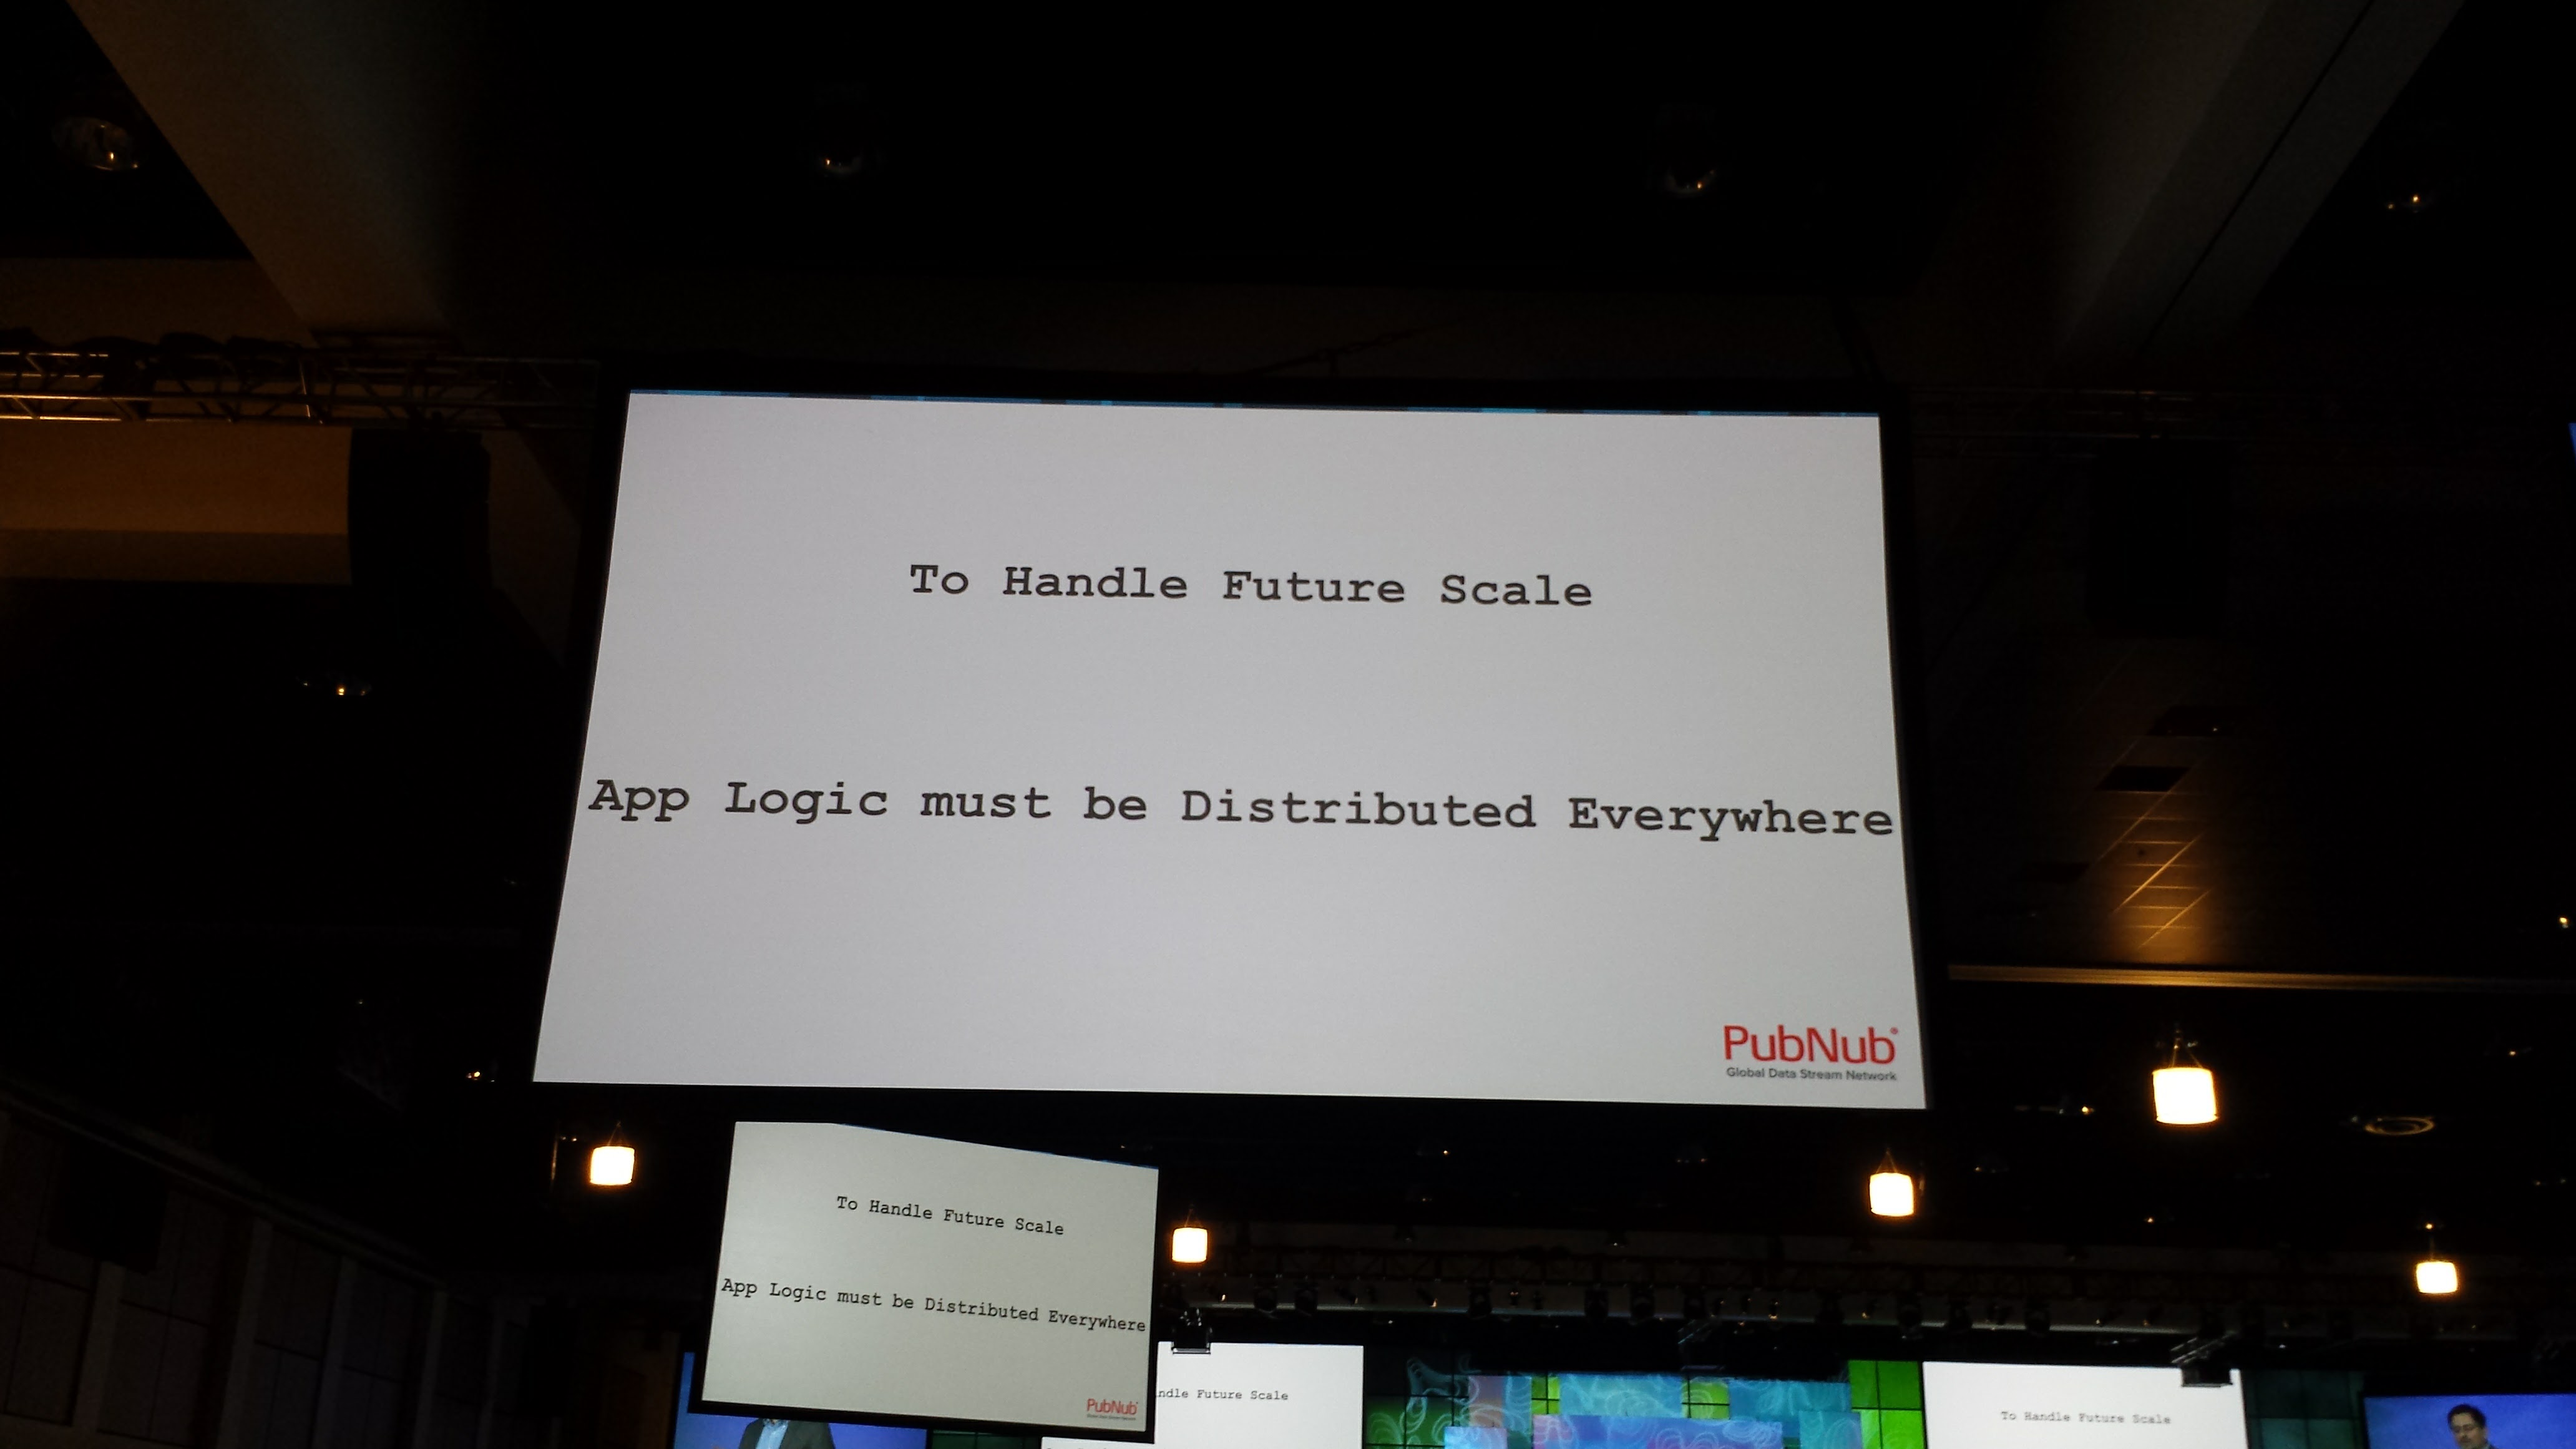 To Handle Future Scale
App Logic must be Distributed Everywhere
PubNub
Global Data Stream Network
To Handle Future Scale
App Logic must be Distributed Everywhere
PubNub
ndle Future Scale
To Handle Future Scale